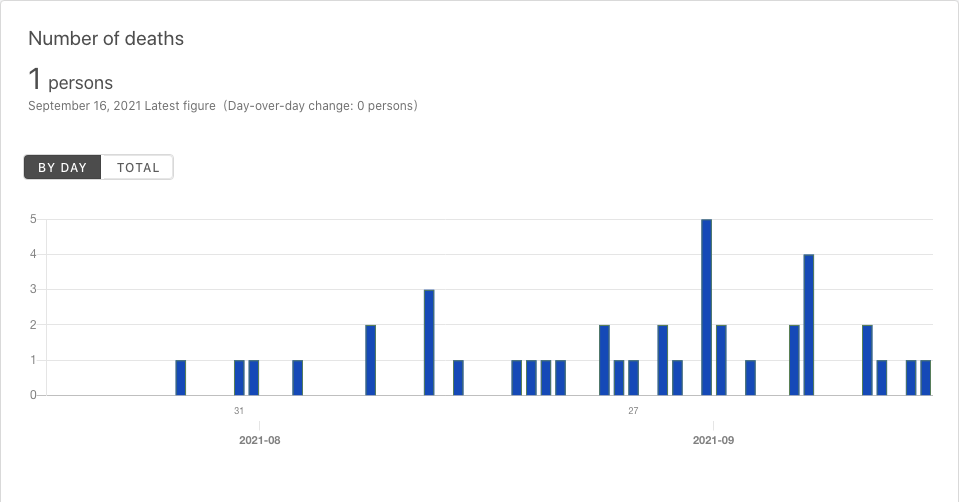 Number of deaths
1 persons
September 16, 2021 Latest figure (Day-over-day change: 0 persons)
BY DAY TOTAL
5
4
3
2
1
0
31 27
2021-08 2021-09